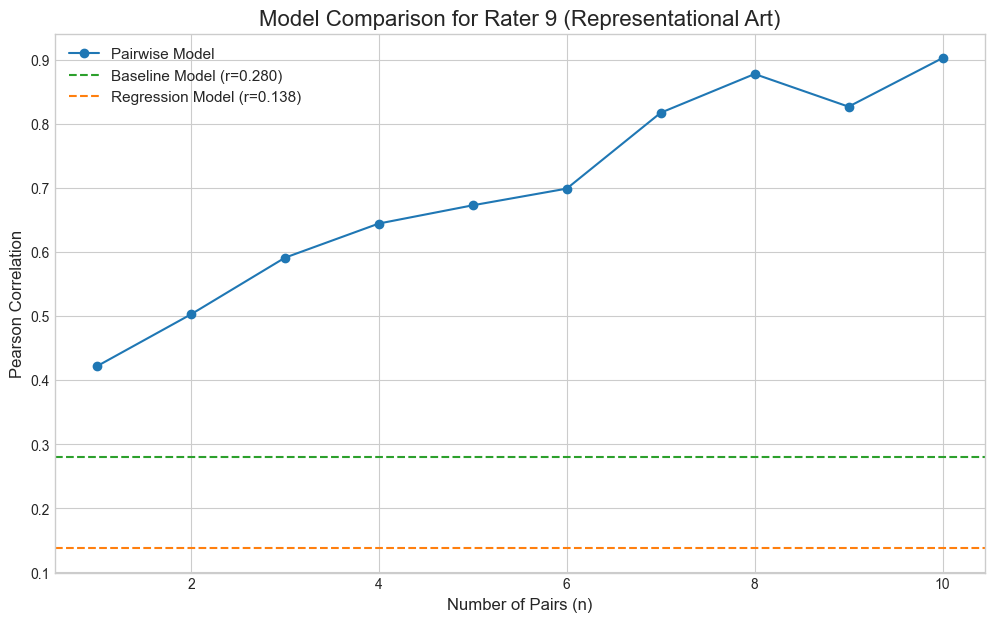 Model Comparison for Rater 9 (Representational Art)
Pairwise Model
Baseline Model (r=0.280)
Regression Model (r=0.138)
Pearson Correlation
0.9
0.8
0.7
0.6
0.5
0.4
0.3
0.2
0.1
2 4 6 8 10
Number of Pairs (n)